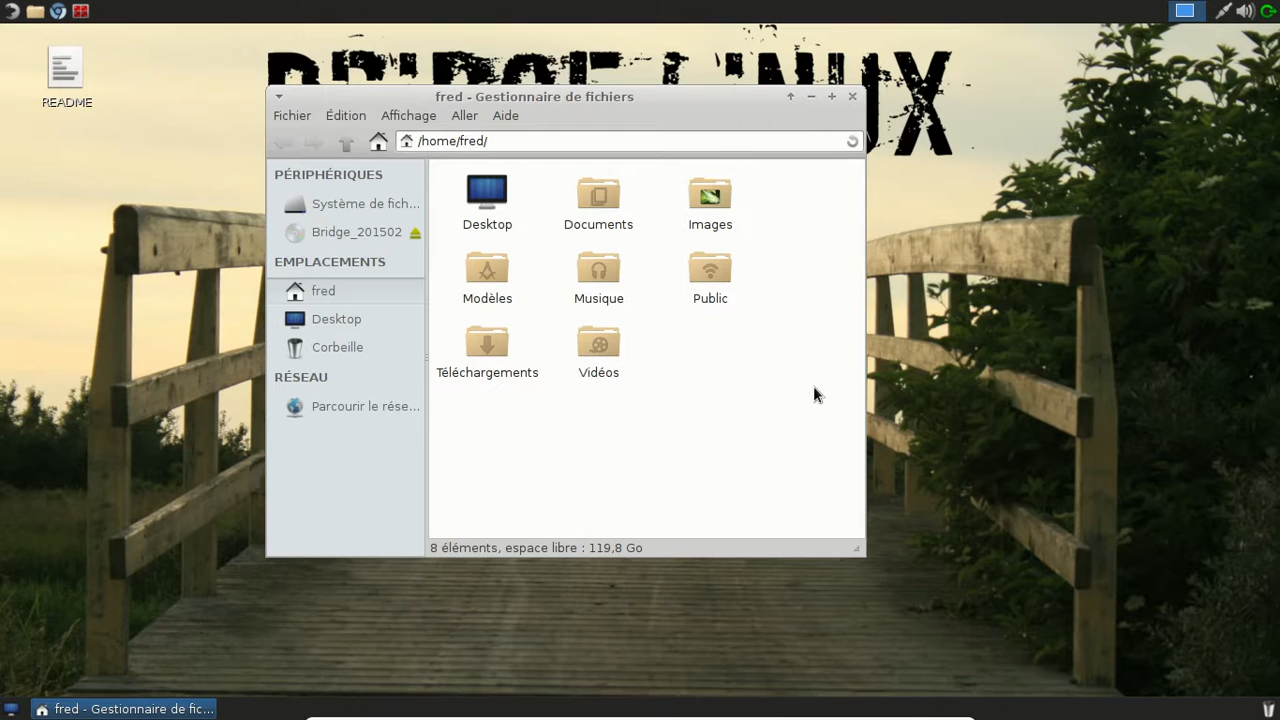 README
BRIDGE LINUX
fred - Gestionnaire de fichiers
Fichier Édition Affichage Aller Aide
/home/fred/
PÉRIPHÉRIQUES
Système de fich...
Bridge_201502
EMPLACEMENTS
fred
Desktop
Corbeille
RÉSEAU
Parcourir le rése...
Desktop Documents Images
Modèles Musique Public
Téléchargements Vidéos
8 éléments, espace libre : 119,8 Go
fred - Gestionnaire de fic...